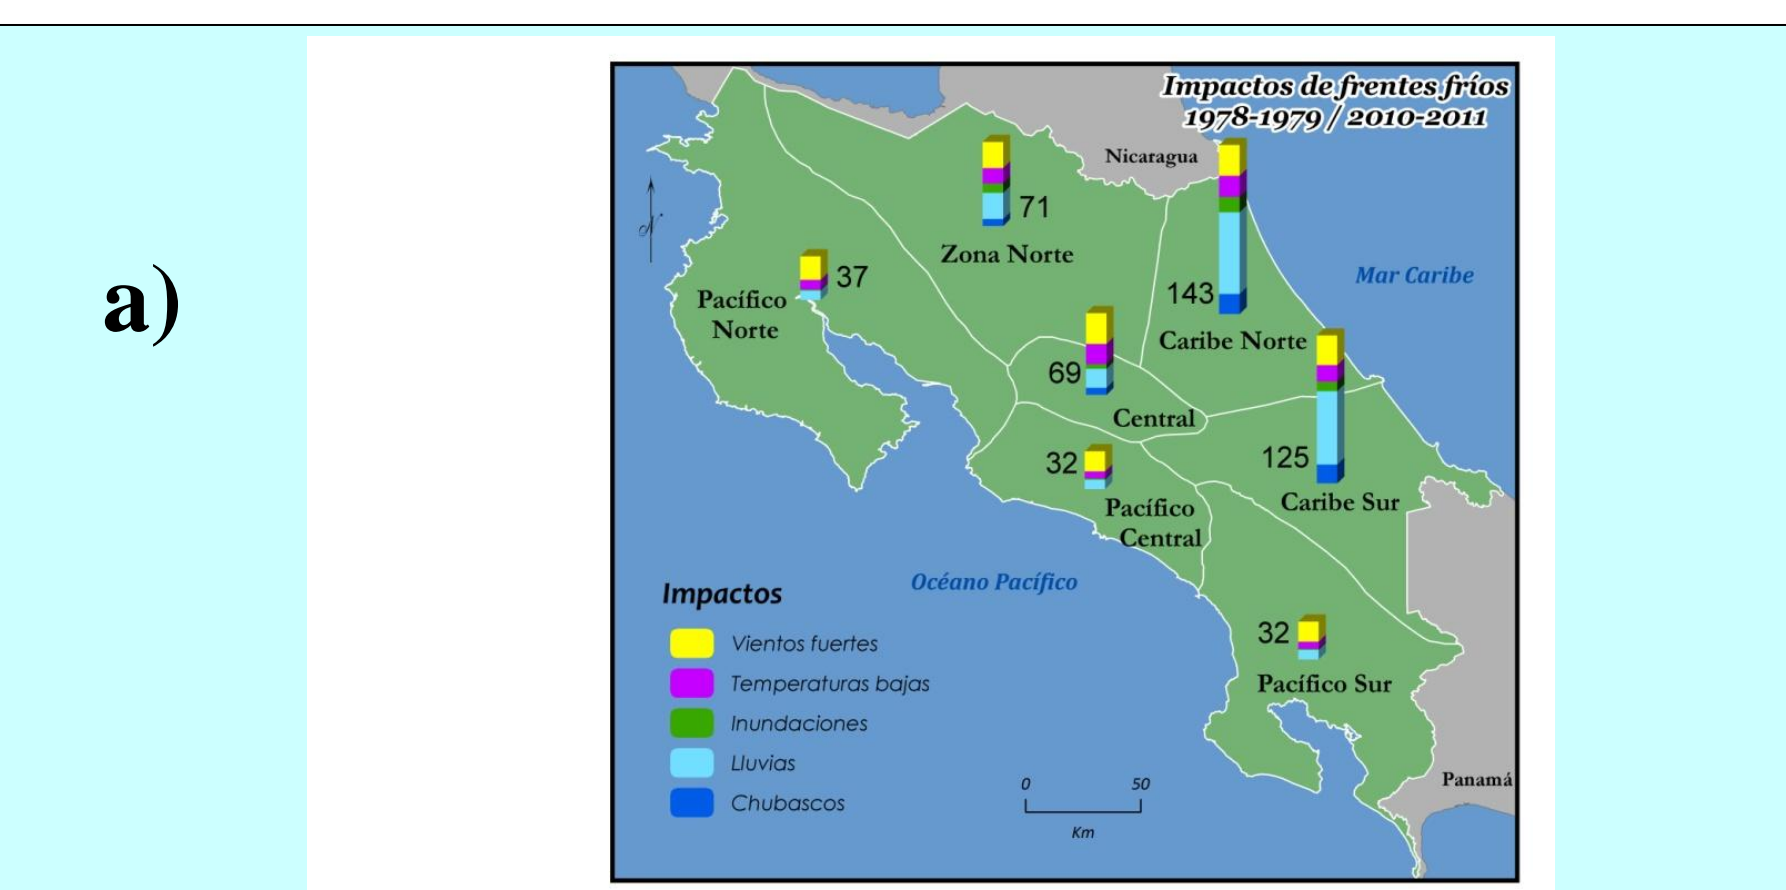 a)
Impactos de frentes fríos
1978-1979 / 2010-2011
Nicaragua
71
Zona Norte
N
37
Pacífico
Norte
143
Mar Caribe
Caribe Norte
69
Central
125
Caribe Sur
32
Pacífico
Central
Océano Pacífico
32
Pacífico Sur
Panamá
Impactos
Vientos fuertes
Temperaturas bajas
Inundaciones
Lluvias
Chubascos
0 50
Km